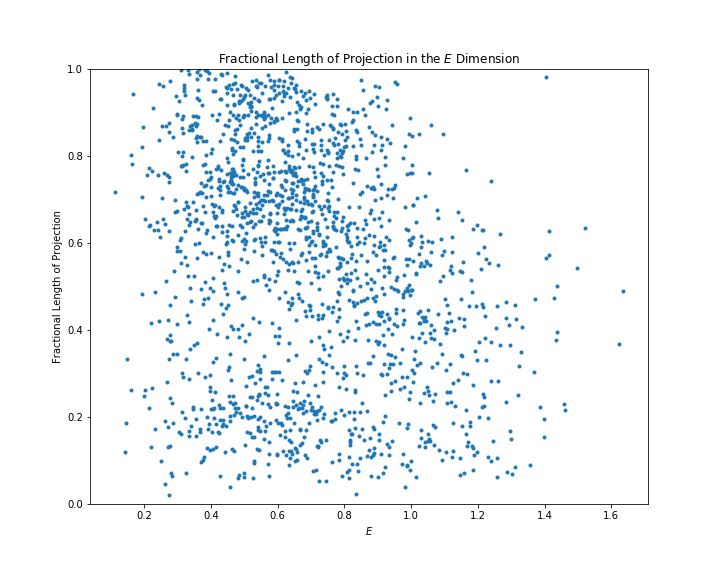 Fractional Length of Projection in the E Dimension
Fractional Length of Projection
1.0
0.8
0.6
0.4
0.2
0.0
0.2 0.4 0.6 0.8 1.0 1.2 1.4 1.6
E